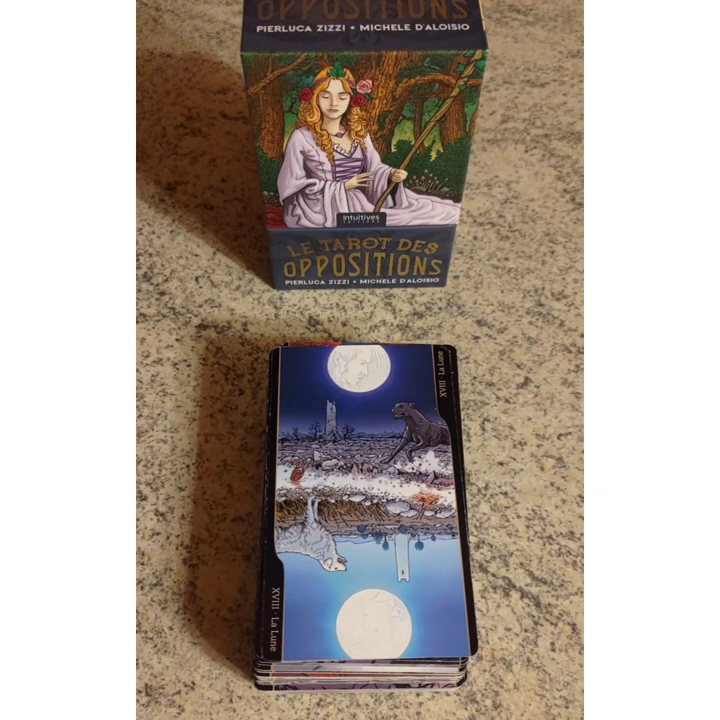 OPPOSITIONS
PIERLUCA ZIZZI • MICHELE D'ALOISIO
intuitives
EDITIONS
LE TAROT DES
OPPOSITIONS
PIERLUCA ZIZZI • MICHELE D'ALOISIO
XVIII · La Lune
XVIII · La Lune